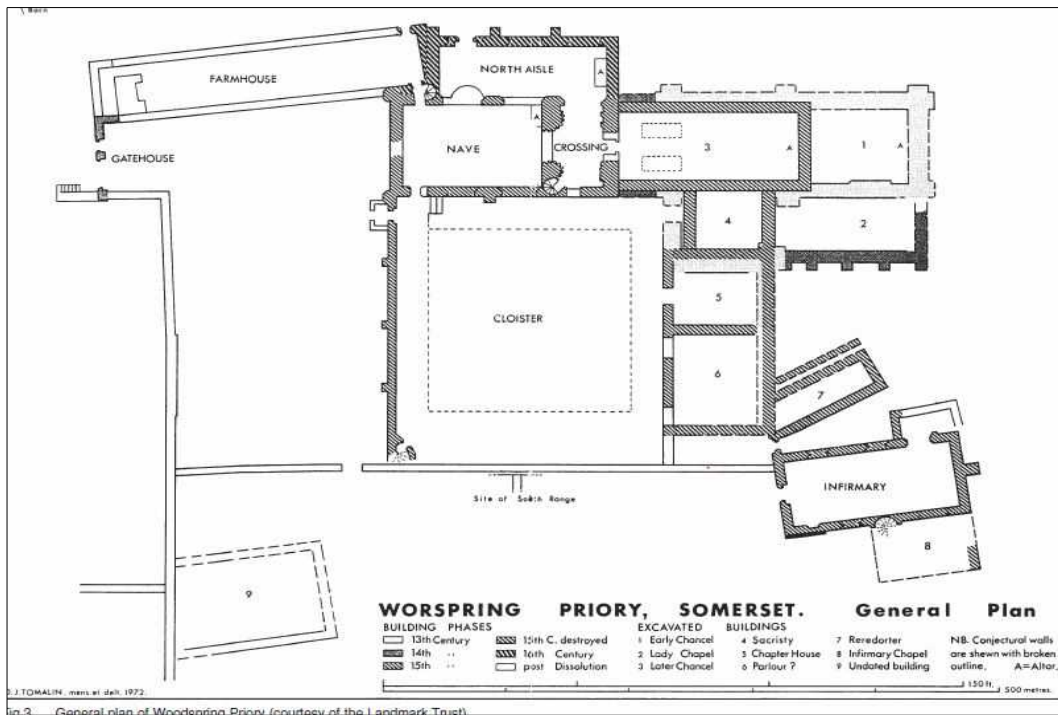 Barn
FARMHOUSE
NORTH AISLE
A
GATEHOUSE
NAVE
A
CROSSING
3
A
1
A
4
2
CLOISTER
5
6
7
INFIRMARY
8
Site of South Range
9
WORSPRING PRIORY, SOMERSET. General Plan
BUILDING PHASES
13th Century
14th ,,
15th ,,
15th C. destroyed
16th Century
post Dissolution
EXCAVATED BUILDINGS
1 Early Chancel
2 Lady Chapel
3 Later Chancel
4 Sacristy
5 Chapter House
6 Parlour ?
7 Reredorter
8 Infirmary Chapel
9 Undated building
NB. Conjectural walls
are shewn with broken
outline. A=Altar.
150 ft.
500 metres.
D.J.TOMALIN. mens et delt. 1972.
Fig 3 General plan of Woodspring Priory (courtesy of the Landmark Trust)